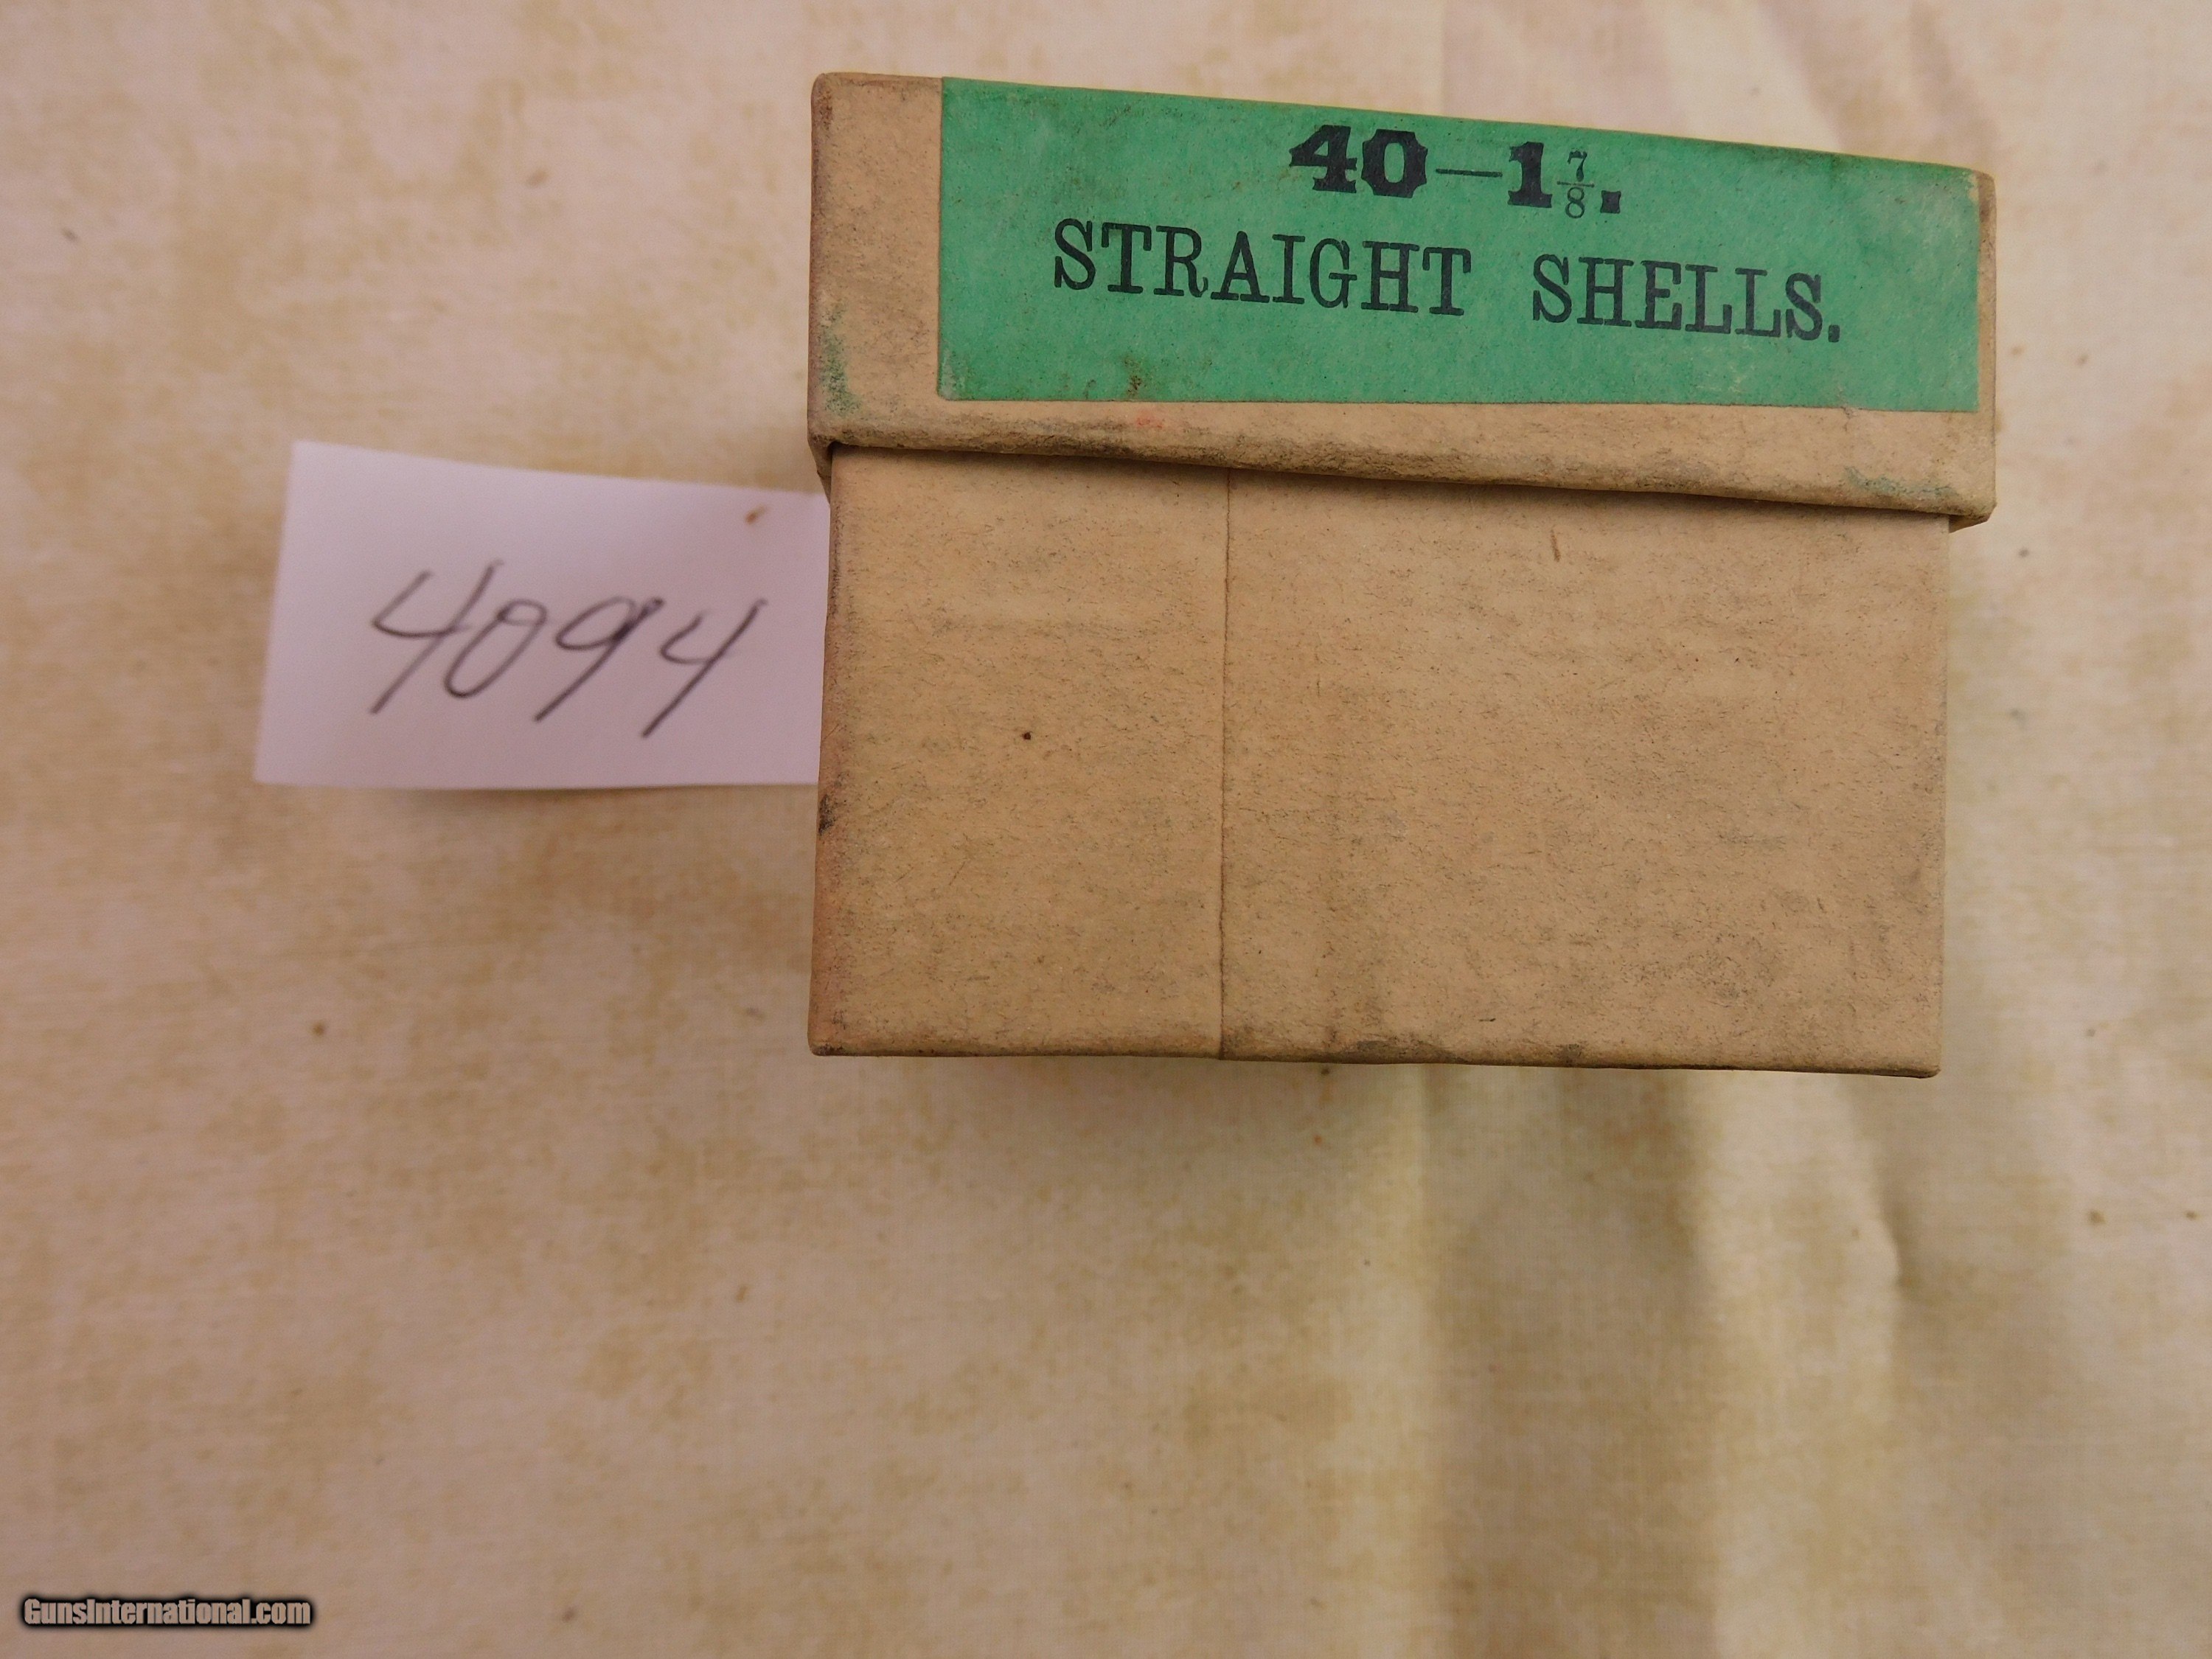 40—1 7/8.
STRAIGHT SHELLS.
4094
GunsInternational.com